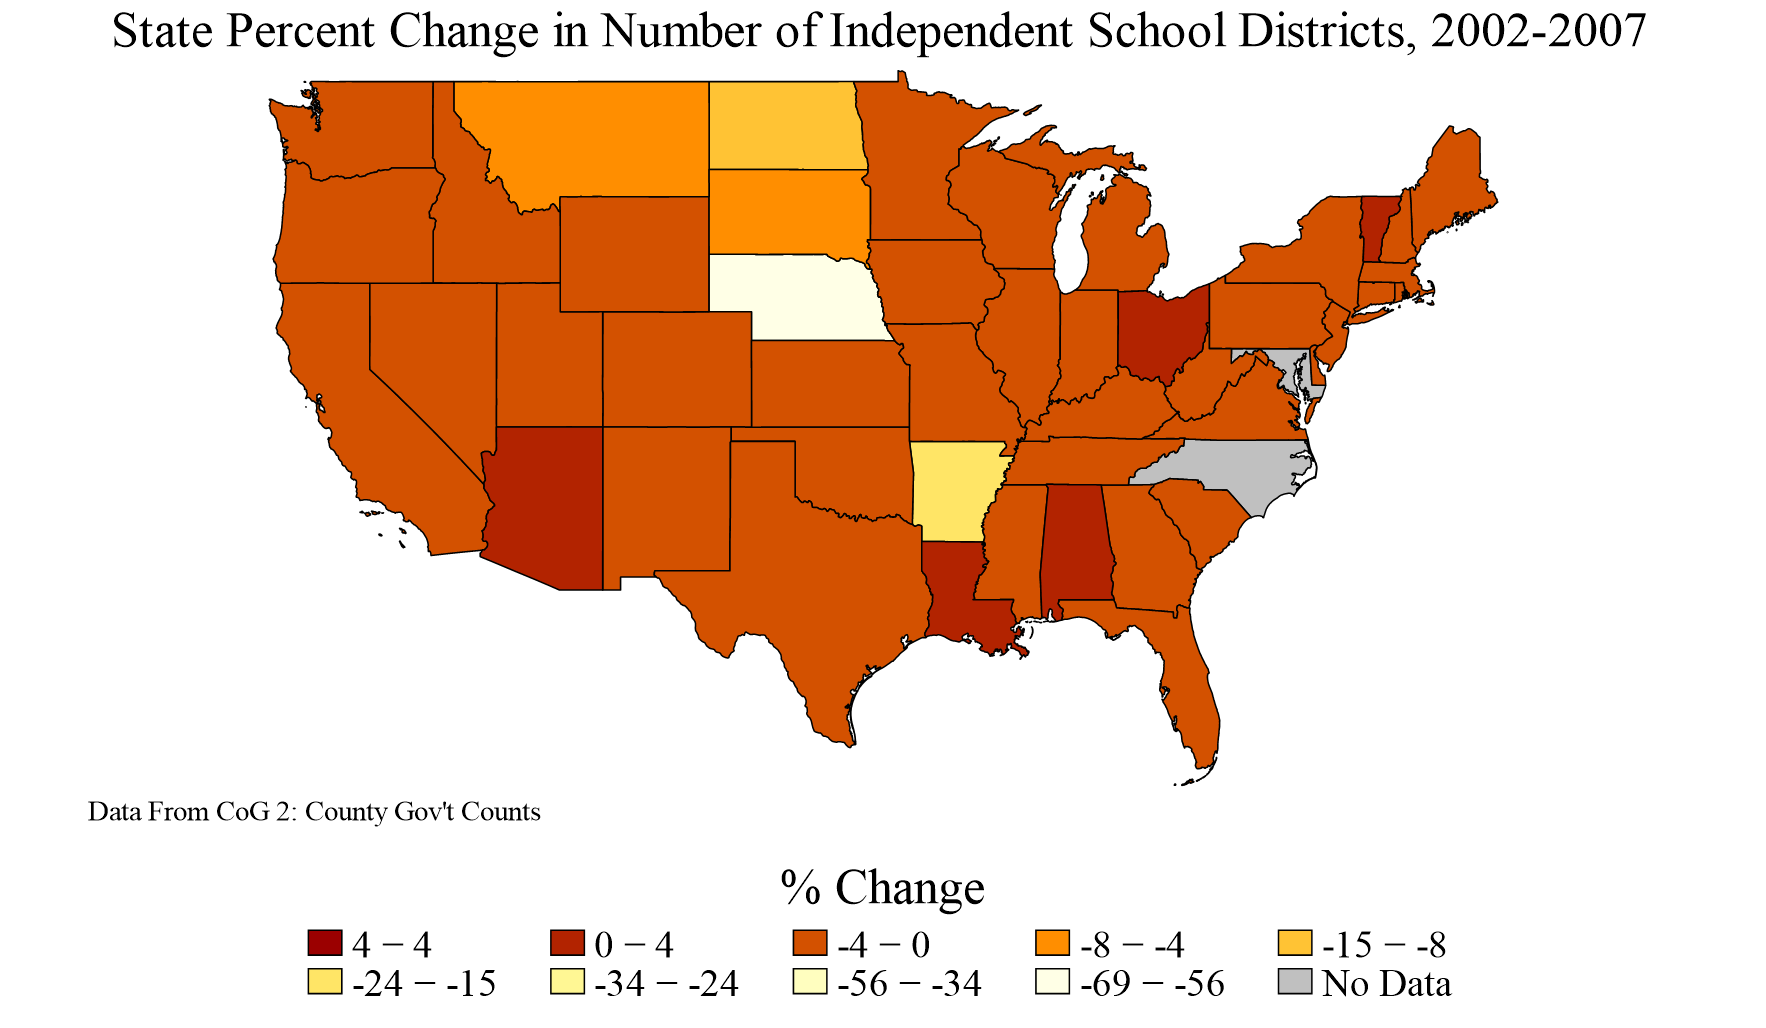 State Percent Change in Number of Independent School Districts, 2002-2007
Data From CoG 2: County Gov't Counts
% Change
4 − 4 0 − 4 -4 − 0 -8 − -4 -15 − -8
-24 − -15 -34 − -24 -56 − -34 -69 − -56 No Data